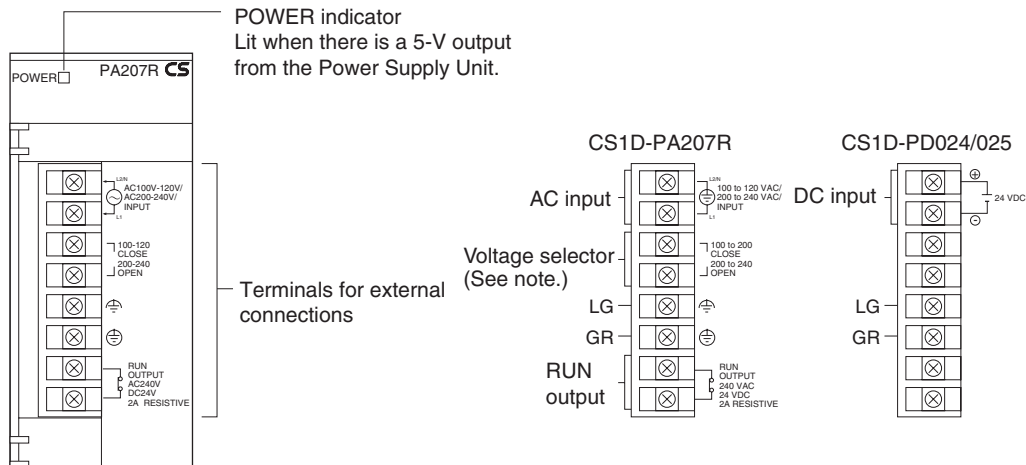 POWER indicator
Lit when there is a 5-V output
from the Power Supply Unit.
POWER
PA207R CS
L2/N
AC100V-120V/
AC200-240V/
INPUT
L1
100-120
CLOSE
200-240
OPEN
RUN
OUTPUT
AC240V
DC24V
2A RESISTIVE
Terminals for external
connections
CS1D-PA207R
AC input
L2/N
100 to 120 VAC/
200 to 240 VAC/
INPUT
L1
Voltage selector
(See note.)
100 to 200
CLOSE
200 to 240
OPEN
LG
GR
RUN
output
RUN
OUTPUT
240 VAC
24 VDC
2A RESISTIVE
CS1D-PD024/025
DC input
+
24 VDC
−
LG
GR